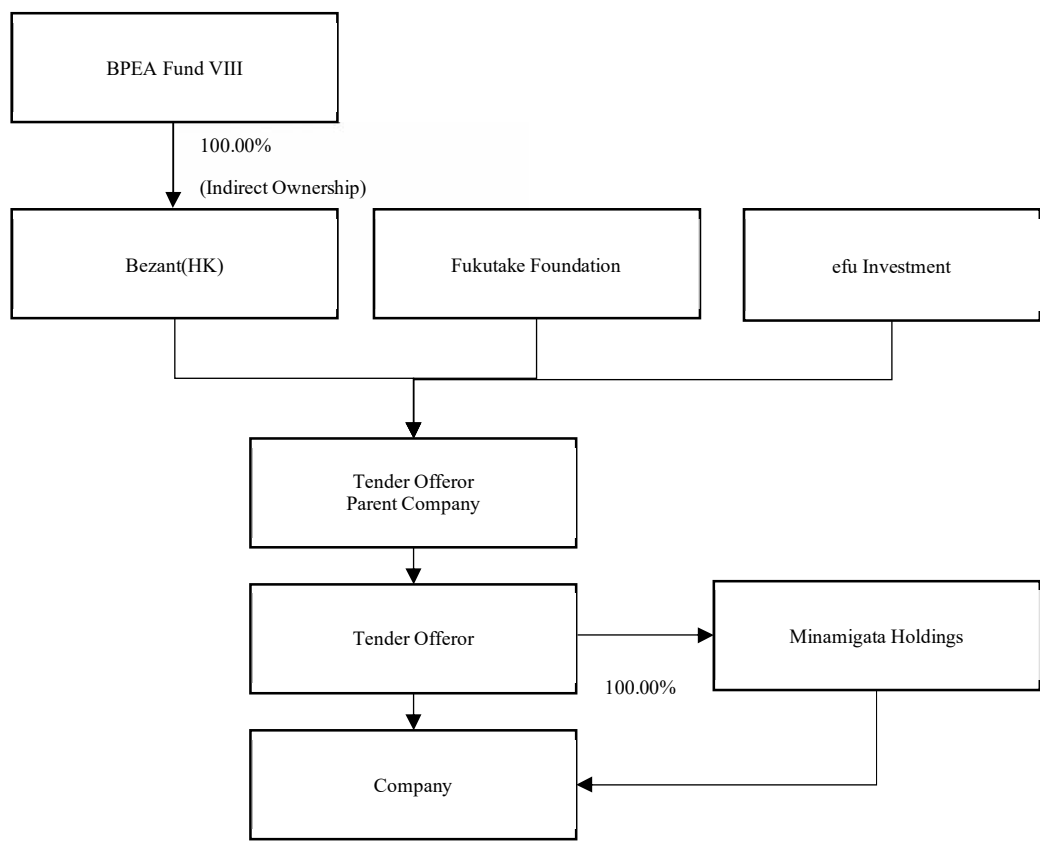 BPEA Fund VIII
100.00%
(Indirect Ownership)
Bezant(HK)
Fukutake Foundation
efu Investment
Tender Offeror
Parent Company
Tender Offeror
Minamigata Holdings
100.00%
Company